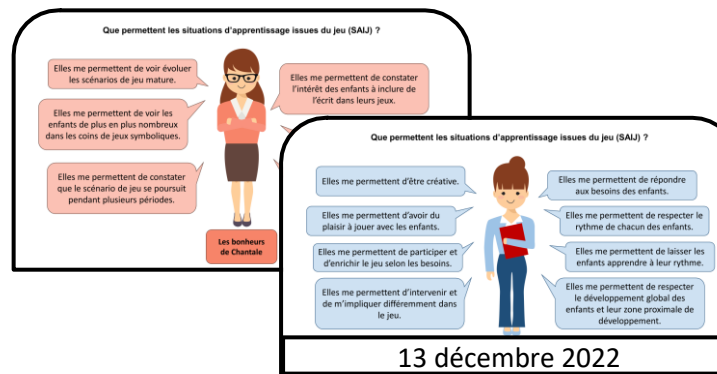 Que permettent les situations d'apprentissage issues du jeu (SAIJ) ?
Elles me permettent de voir évoluer
les scénarios de jeu mature.
Elles me permettent de constater
l'intérêt des enfants à inclure de
l'écrit dans leurs jeux.
Elles me permettent de voir les
enfants de plus en plus nombreux
dans les coins de jeux symboliques.
Elles me permettent de constater
que le scénario de jeu se poursuit
pendant plusieurs périodes.
Les bonheurs
de Chantale
Que permettent les situations d'apprentissage issues du jeu (SAIJ) ?
Elles me permettent d'être créative.
Elles me permettent de répondre
aux besoins des enfants.
Elles me permettent d'avoir du
plaisir à jouer avec les enfants.
Elles me permettent de respecter le
rythme de chacun des enfants.
Elles me permettent de participer et
d'enrichir le jeu selon les besoins.
Elles me permettent de laisser les
enfants apprendre à leur rythme.
Elles me permettent d'intervenir et
de m'impliquer différemment dans
le jeu.
Elles me permettent de respecter
le développement global des
enfants et leur zone proximale de
développement.
13 décembre 2022